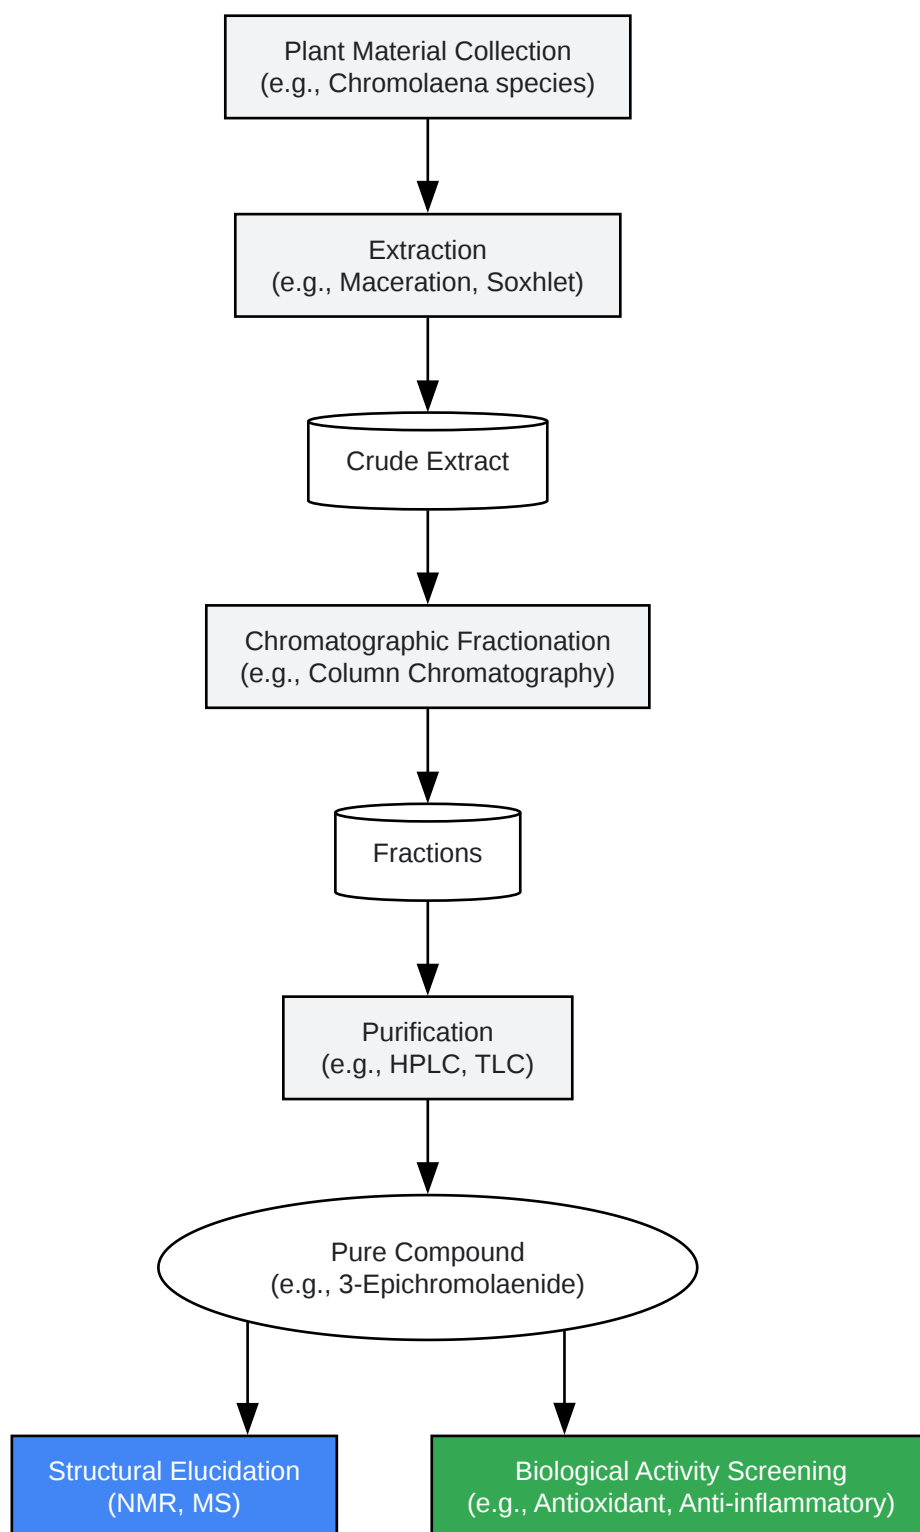 Plant Material Collection
(e.g., Chromolaena species)
Extraction
(e.g., Maceration, Soxhlet)
Crude Extract
Chromatographic Fractionation
(e.g., Column Chromatography)
Fractions
Purification
(e.g., HPLC, TLC)
Pure Compound
(e.g., 3-Epichromolaenide)
Structural Elucidation
(NMR, MS)
Biological Activity Screening
(e.g., Antioxidant, Anti-inflammatory)